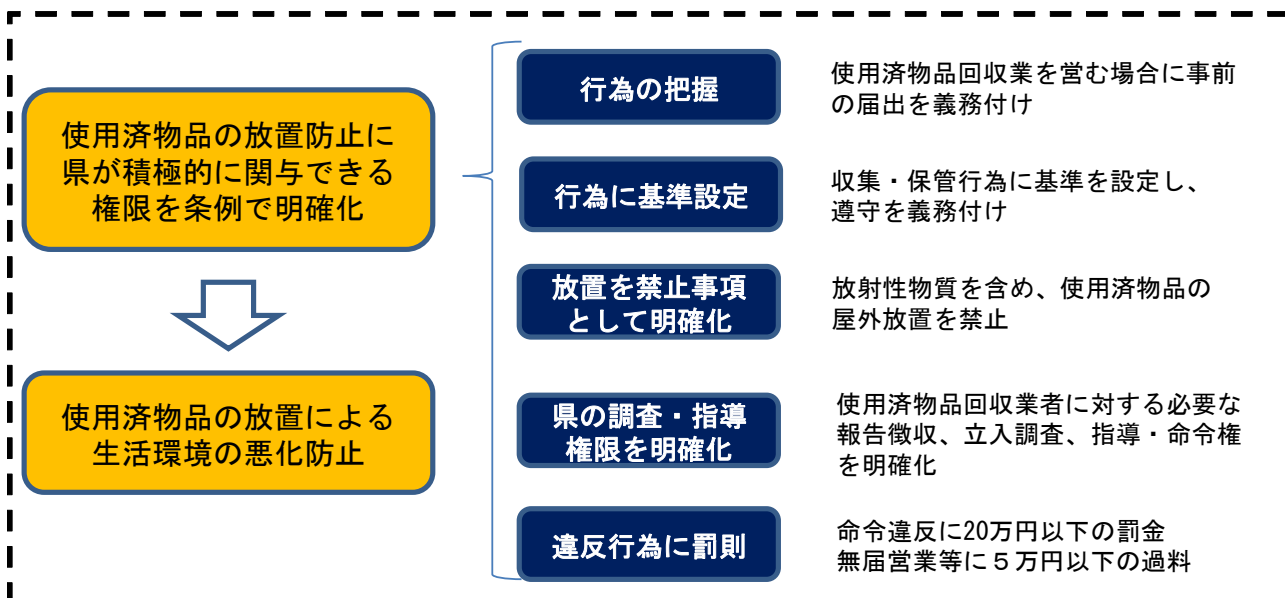 使用済物品の放置防止に
県が積極的に関与できる
権限を条例で明確化
使用済物品の放置による
生活環境の悪化防止
行為の把握
使用済物品回収業を営む場合に事前
の届出を義務付け
行為に基準設定
収集・保管行為に基準を設定し、
遵守を義務付け
放置を禁止事項
として明確化
放射性物質を含め、使用済物品の
屋外放置を禁止
県の調査・指導
権限を明確化
使用済物品回収業者に対する必要な
報告徴収、立入調査、指導・命令権
を明確化
違反行為に罰則
命令違反に20万円以下の罰金
無届営業等に５万円以下の過料